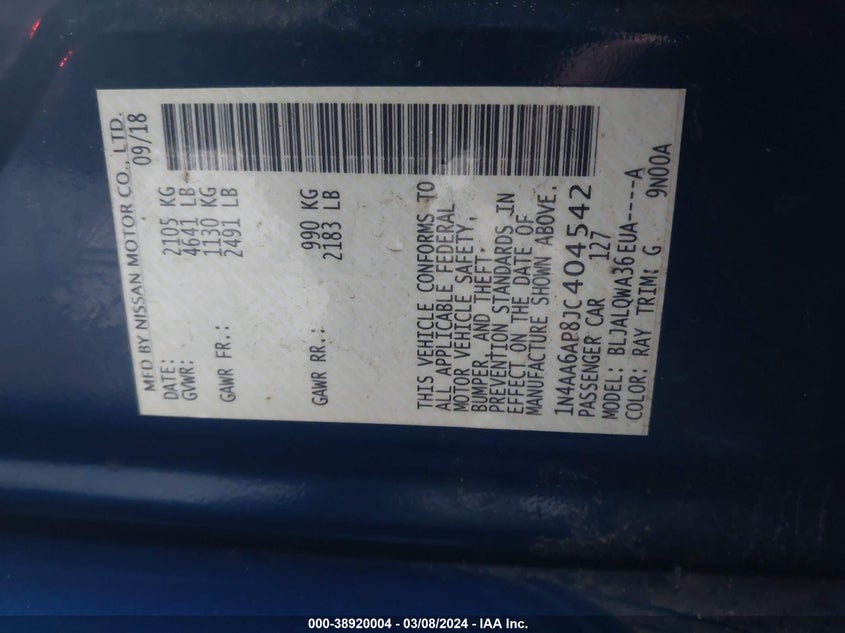 MFD BY NISSAN MOTOR CO., LTD.
DATE: 09/18
GVWR: 2105 KG
4641 LB
GAWR FR.: 1130 KG
2491 LB
GAWR RR.: 990 KG
2183 LB
THIS VEHICLE CONFORMS TO
ALL APPLICABLE FEDERAL
MOTOR VEHICLE SAFETY,
BUMPER, AND THEFT
PREVENTION STANDARDS IN
EFFECT ON THE DATE OF
MANUFACTURE SHOWN ABOVE.
1N4AA6AP8JC404542
PASSENGER CAR 127
MODEL: BLJALQWA36EUA----A
COLOR: RAY TRIM: G 9N00A
000-38920004 - 03/08/2024 - IAA Inc.